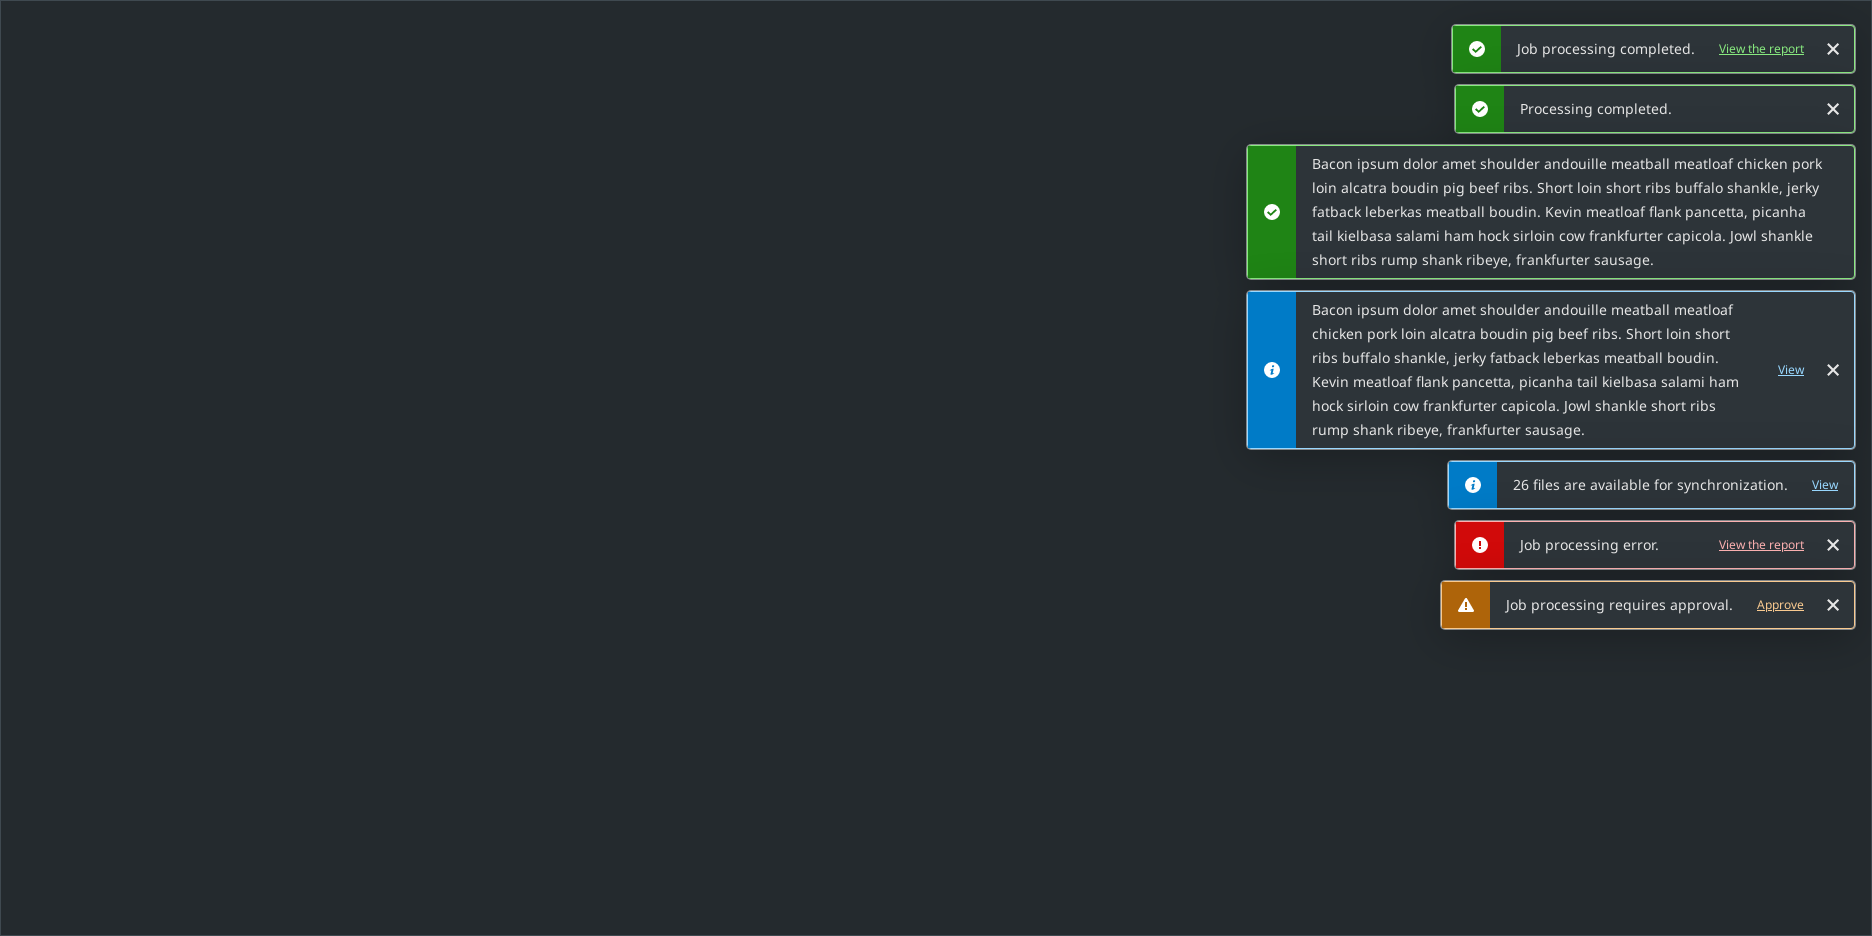 Job processing completed. View the report
Processing completed.
Bacon ipsum dolor amet shoulder andouille meatball meatloaf chicken pork
loin alcatra boudin pig beef ribs. Short loin short ribs buffalo shankle, jerky
fatback leberkas meatball boudin. Kevin meatloaf flank pancetta, picanha
tail kielbasa salami ham hock sirloin cow frankfurter capicola. Jowl shankle
short ribs rump shank ribeye, frankfurter sausage.
Bacon ipsum dolor amet shoulder andouille meatball meatloaf
chicken pork loin alcatra boudin pig beef ribs. Short loin short
ribs buffalo shankle, jerky fatback leberkas meatball boudin.
Kevin meatloaf flank pancetta, picanha tail kielbasa salami ham
hock sirloin cow frankfurter capicola. Jowl shankle short ribs
rump shank ribeye, frankfurter sausage.
View
26 files are available for synchronization. View
Job processing error. View the report
Job processing requires approval. Approve